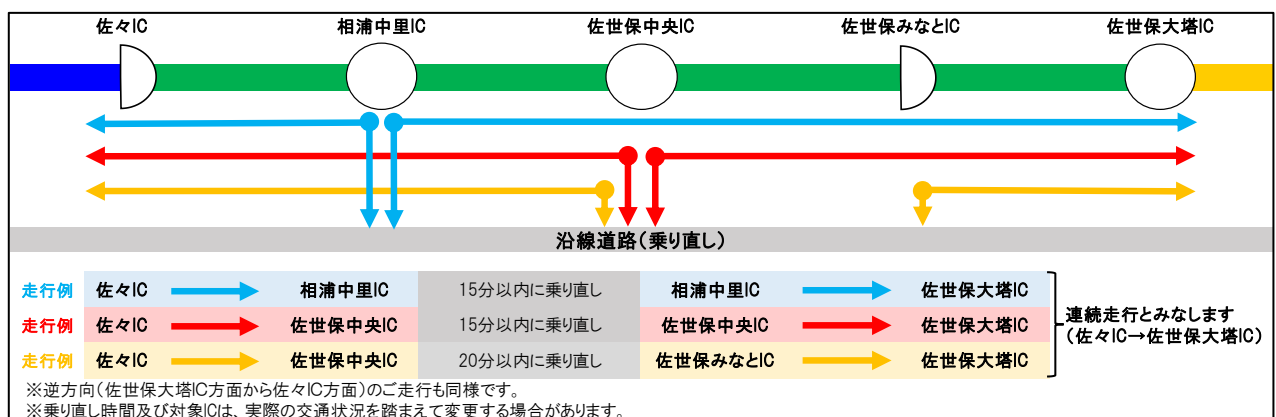 佐々IC 相浦中里IC 佐世保中央IC 佐世保みなとIC 佐世保大塔IC
沿線道路(乗り直し)
走行例 佐々IC 相浦中里IC 15分以内に乗り直し 相浦中里IC 佐世保大塔IC
走行例 佐々IC 佐世保中央IC 15分以内に乗り直し 佐世保中央IC 佐世保大塔IC
走行例 佐々IC 佐世保中央IC 20分以内に乗り直し 佐世保みなとIC 佐世保大塔IC
連続走行とみなします
(佐々IC→佐世保大塔IC)
※逆方向(佐世保大塔IC方面から佐々IC方面)のご走行も同様です。
※乗り直し時間及び対象ICは、実際の交通状況を踏まえて変更する場合があります。